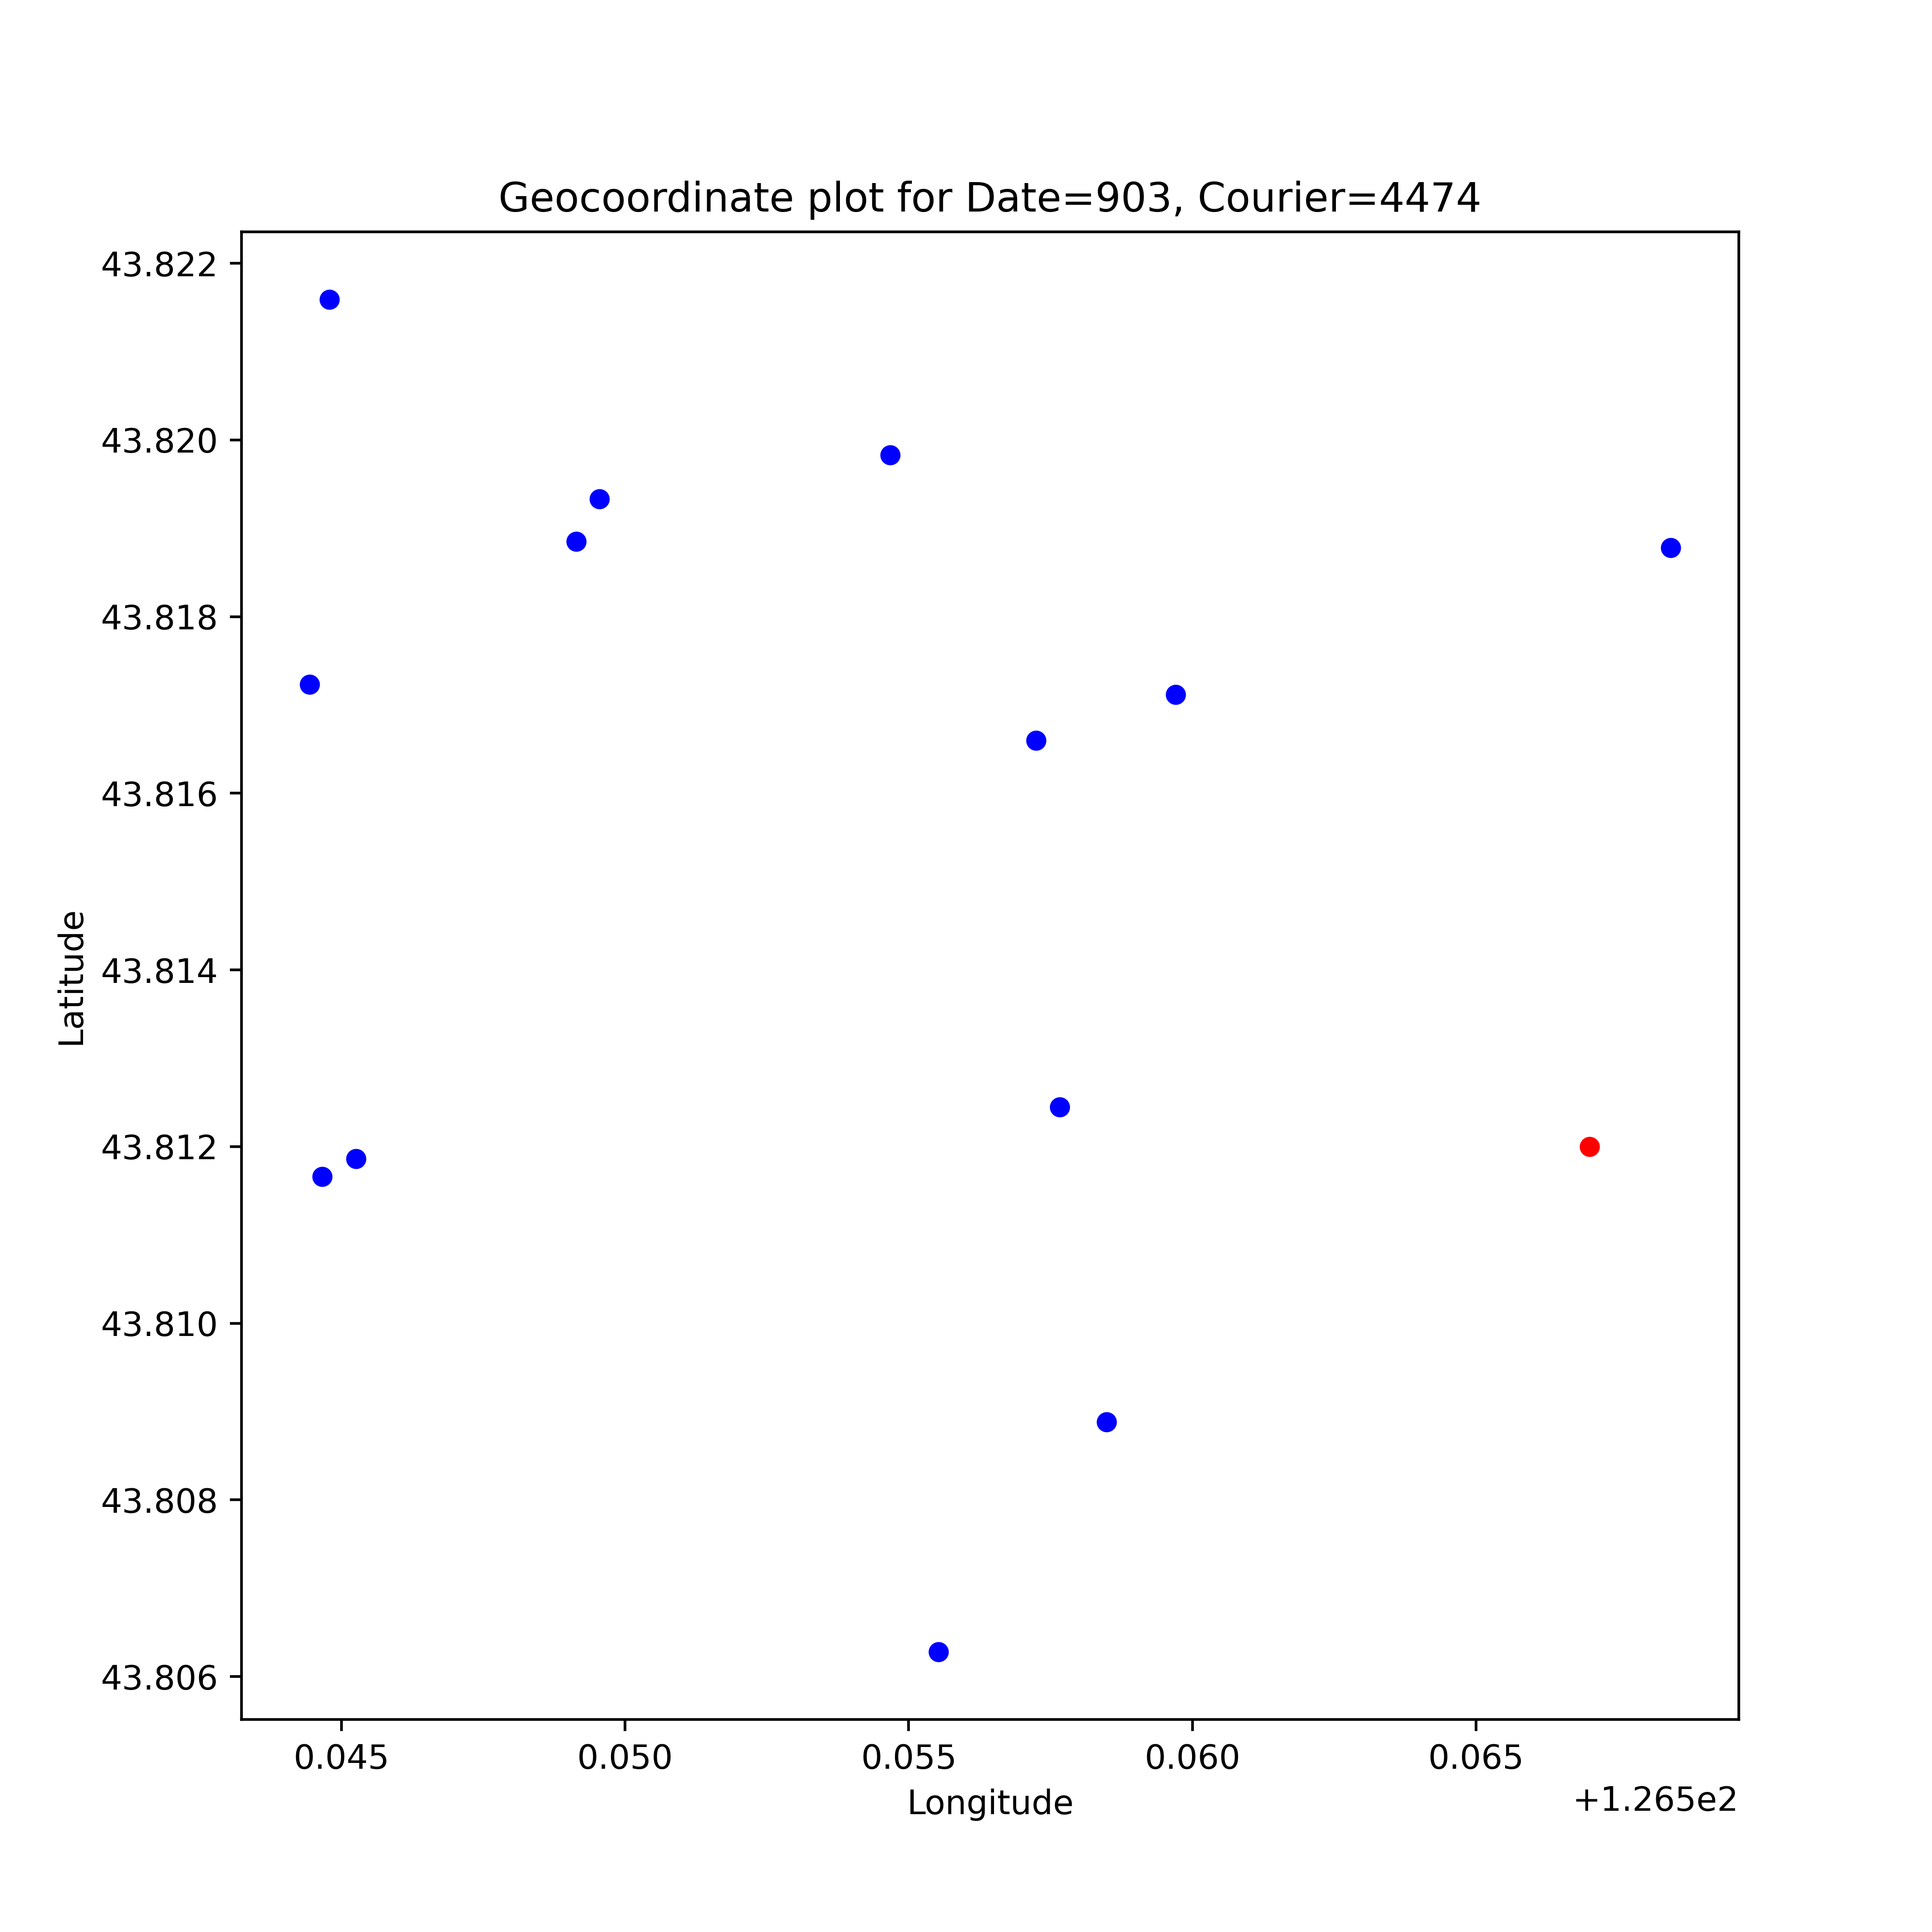 Geocoordinate plot for Date=903, Courier=4474
43.822
43.820
43.818
43.816
43.814
43.812
43.810
43.808
43.806
Latitude
0.045 0.050 0.055 0.060 0.065
+1.265e2
Longitude